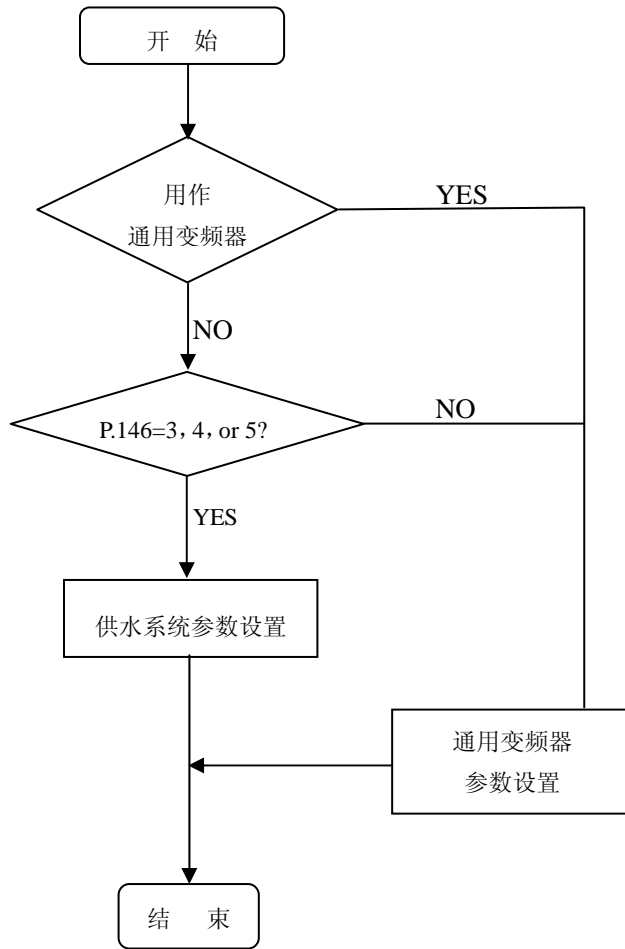 开 始
用作
通用变频器
YES
NO
P.146=3，4，or 5?
NO
YES
供水系统参数设置
通用变频器
参数设置
结 束